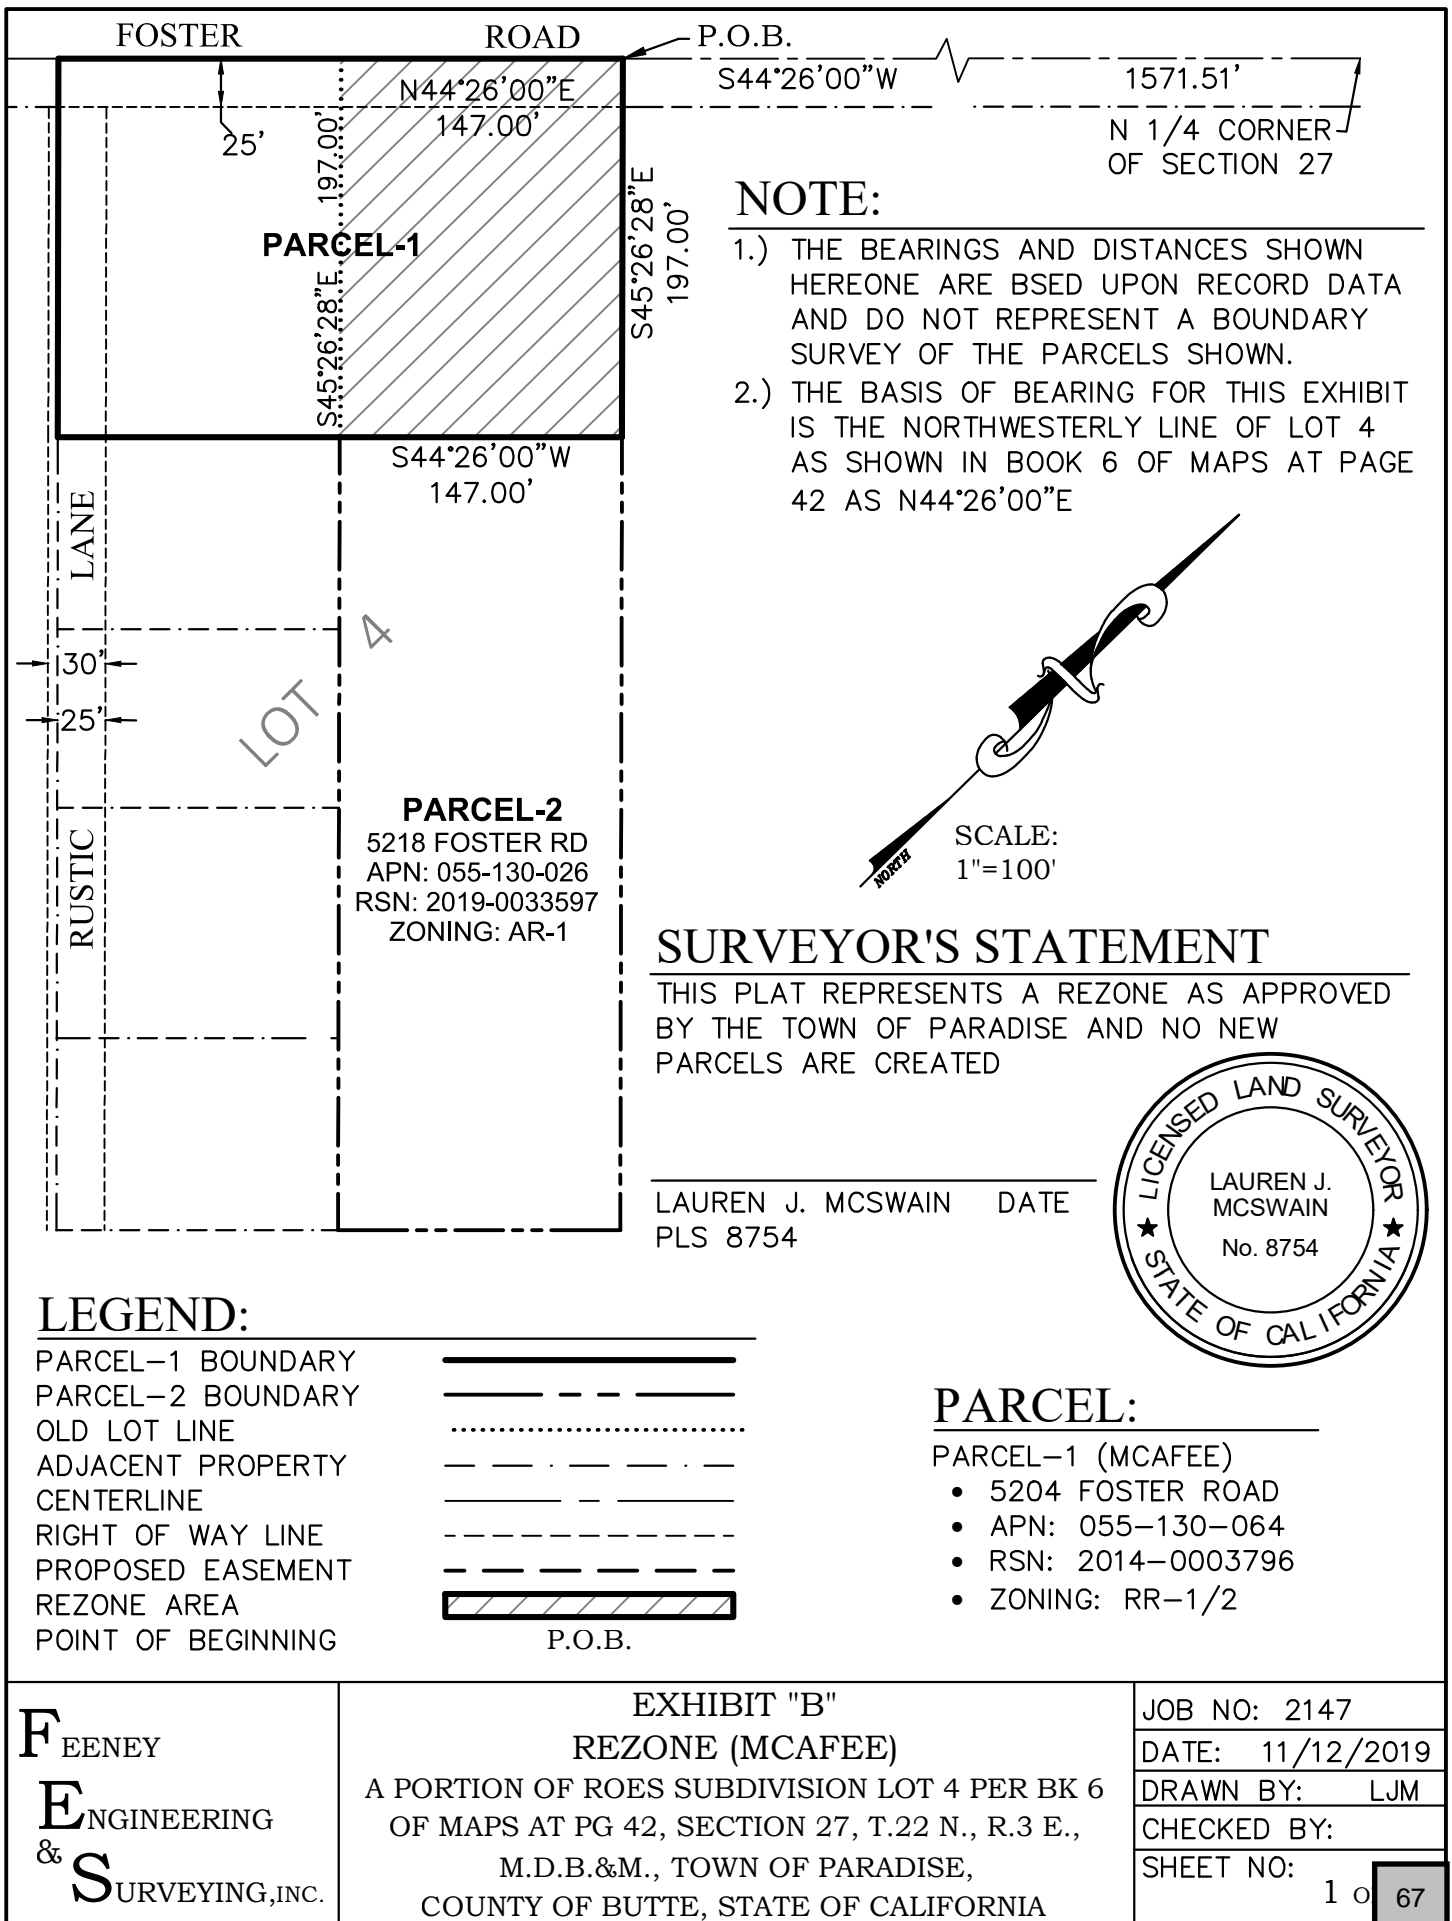 FOSTER ROAD
P.O.B.
S44°26'00"W 1571.51'
N 1/4 CORNER
OF SECTION 27
N44°26'00"E
147.00'
25'
197.00'
S45°26'28"E
PARCEL-1
S45°26'28"E
197.00'
S44°26'00"W
147.00'
NOTE:
1.) THE BEARINGS AND DISTANCES SHOWN
HEREONE ARE BSED UPON RECORD DATA
AND DO NOT REPRESENT A BOUNDARY
SURVEY OF THE PARCELS SHOWN.
2.) THE BASIS OF BEARING FOR THIS EXHIBIT
IS THE NORTHWESTERLY LINE OF LOT 4
AS SHOWN IN BOOK 6 OF MAPS AT PAGE
42 AS N44°26'00"E
RUSTIC LANE
30'
25'
LOT 4
PARCEL-2
5218 FOSTER RD
APN: 055-130-026
RSN: 2019-0033597
ZONING: AR-1
NORTH
SCALE:
1"=100'
SURVEYOR'S STATEMENT
THIS PLAT REPRESENTS A REZONE AS APPROVED
BY THE TOWN OF PARADISE AND NO NEW
PARCELS ARE CREATED
LAUREN J. MCSWAIN DATE
PLS 8754
LICENSED LAND SURVEYOR
LAUREN J.
MCSWAIN
No. 8754
STATE OF CALIFORNIA
LEGEND:
PARCEL-1 BOUNDARY
PARCEL-2 BOUNDARY
OLD LOT LINE
ADJACENT PROPERTY
CENTERLINE
RIGHT OF WAY LINE
PROPOSED EASEMENT
REZONE AREA
POINT OF BEGINNING P.O.B.
PARCEL:
PARCEL-1 (MCAFEE)
• 5204 FOSTER ROAD
• APN: 055-130-064
• RSN: 2014-0003796
• ZONING: RR-1/2
FEENEY
ENGINEERING
&
SURVEYING,INC.
EXHIBIT "B"
REZONE (MCAFEE)
A PORTION OF ROES SUBDIVISION LOT 4 PER BK 6
OF MAPS AT PG 42, SECTION 27, T.22 N., R.3 E.,
M.D.B.&M., TOWN OF PARADISE,
COUNTY OF BUTTE, STATE OF CALIFORNIA
JOB NO: 2147
DATE: 11/12/2019
DRAWN BY: LJM
CHECKED BY:
SHEET NO:
1 O
67